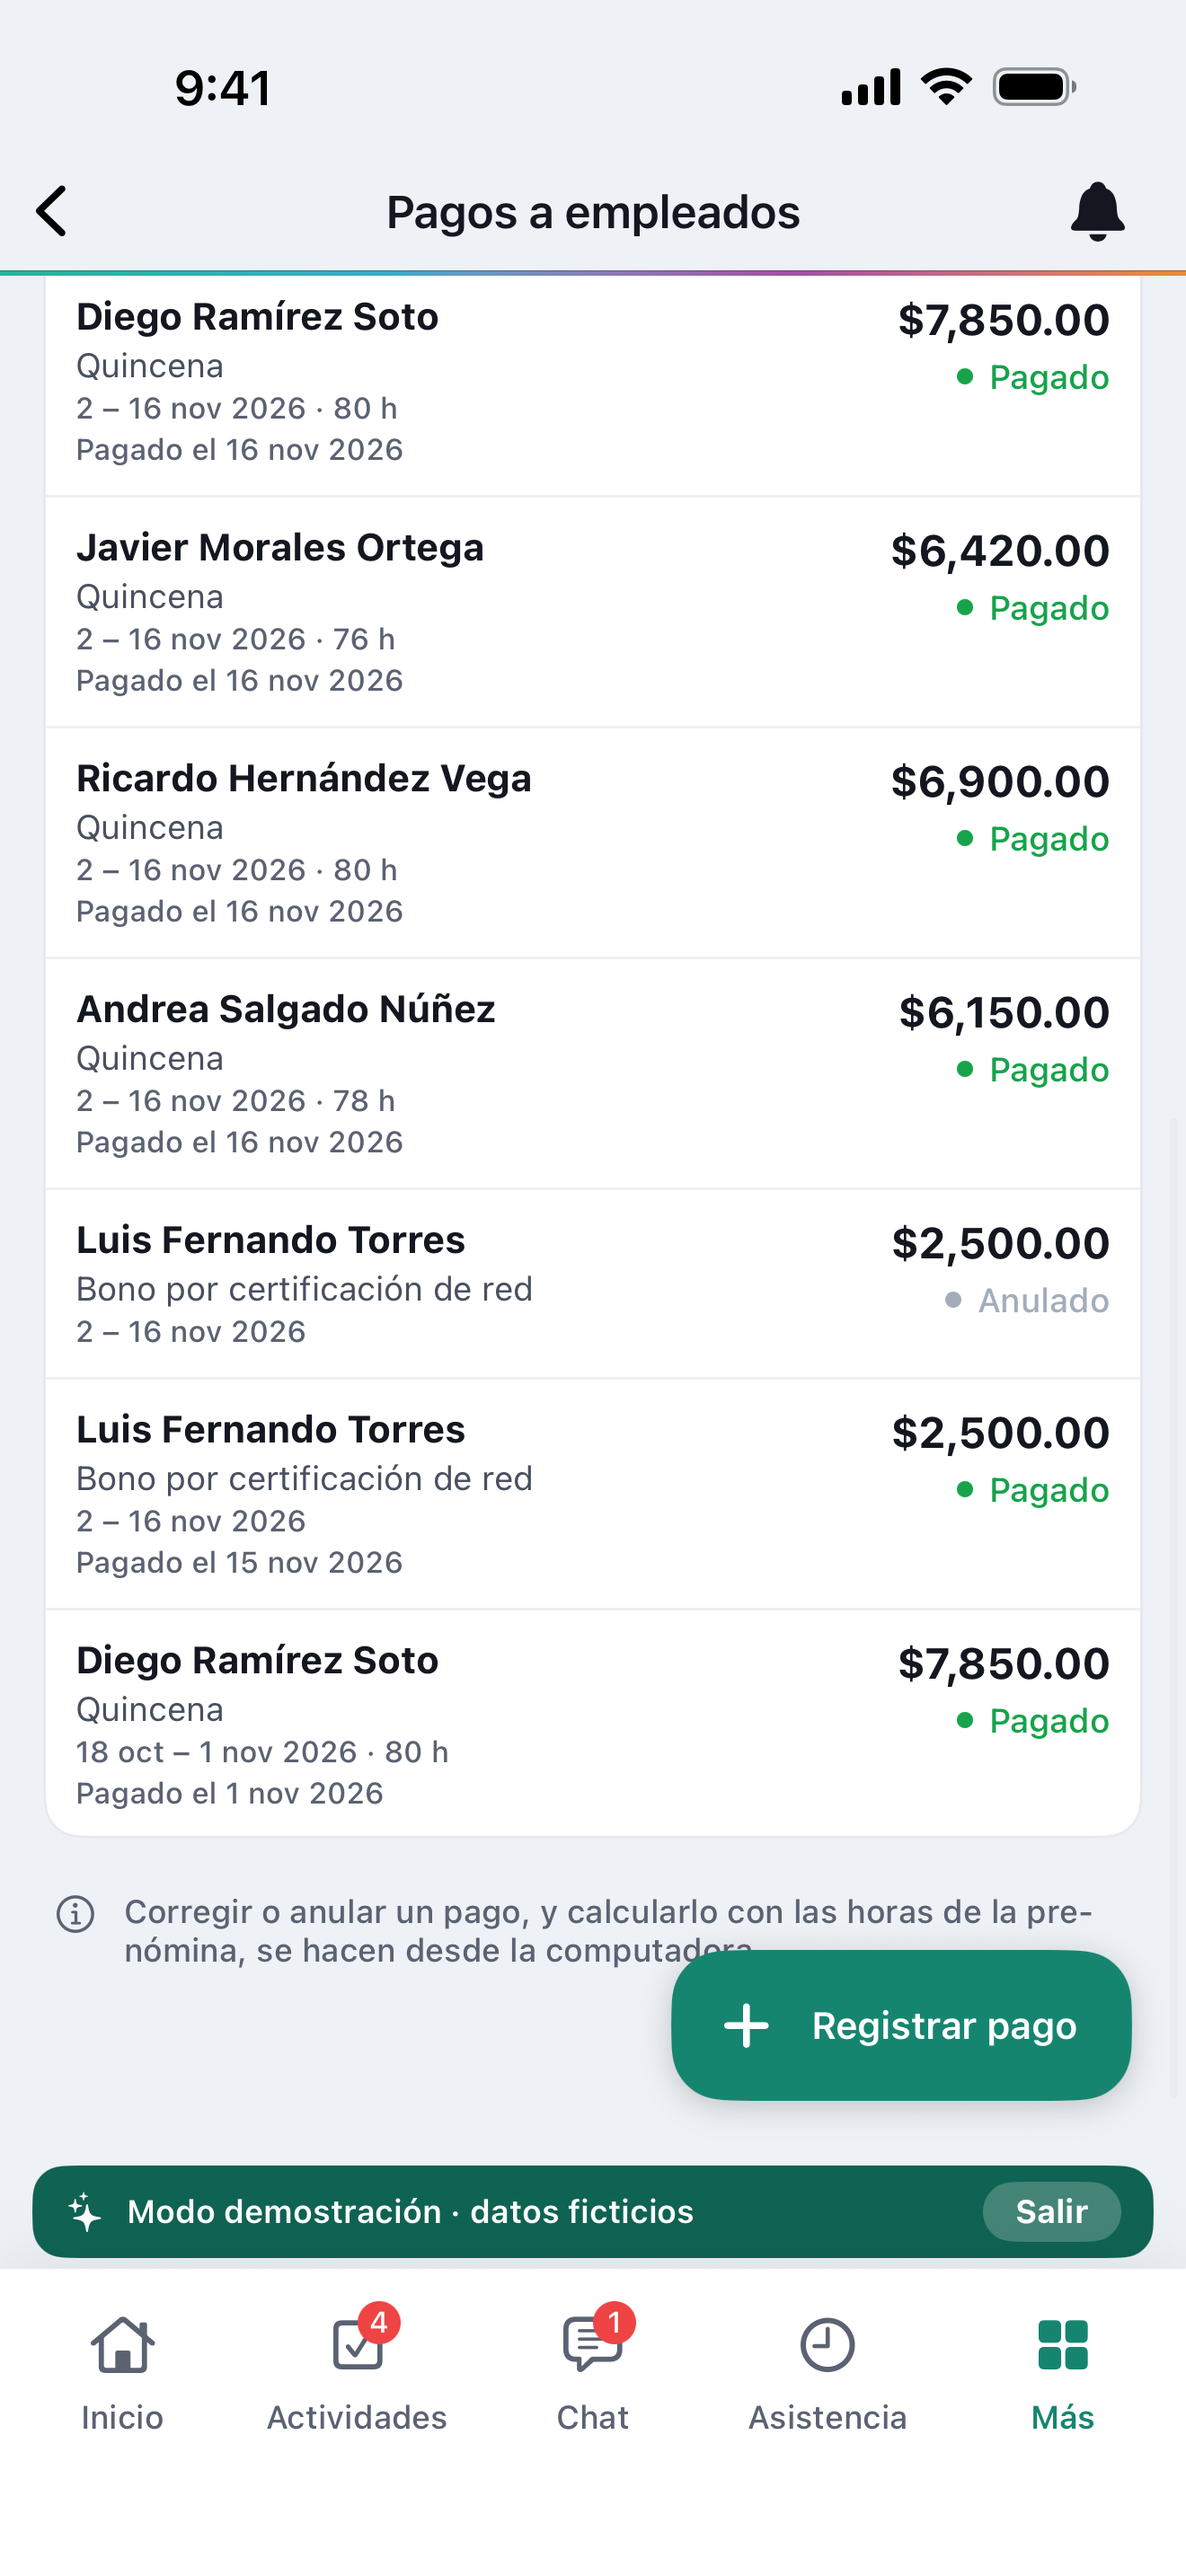 9:41
Pagos a empleados
Diego Ramírez Soto
$7,850.00
Quincena
Pagado
2 – 16 nov 2026 · 80 h
Pagado el 16 nov 2026
Javier Morales Ortega
$6,420.00
Quincena
Pagado
2 – 16 nov 2026 · 76 h
Pagado el 16 nov 2026
Ricardo Hernández Vega
$6,900.00
Quincena
Pagado
2 – 16 nov 2026 · 80 h
Pagado el 16 nov 2026
Andrea Salgado Núñez
$6,150.00
Quincena
Pagado
2 – 16 nov 2026 · 78 h
Pagado el 16 nov 2026
Luis Fernando Torres
$2,500.00
Bono por certificación de red
Anulado
2 – 16 nov 2026
Luis Fernando Torres
$2,500.00
Bono por certificación de red
Pagado
2 – 16 nov 2026
Pagado el 15 nov 2026
Diego Ramírez Soto
$7,850.00
Quincena
Pagado
18 oct – 1 nov 2026 · 80 h
Pagado el 1 nov 2026
Corregir o anular un pago, y calcularlo con las horas de la pre-
nómina, se hacen desde la computadora
Registrar pago
Modo demostración · datos ficticios
Salir
4
1
Inicio
Actividades
Chat
Asistencia
Más